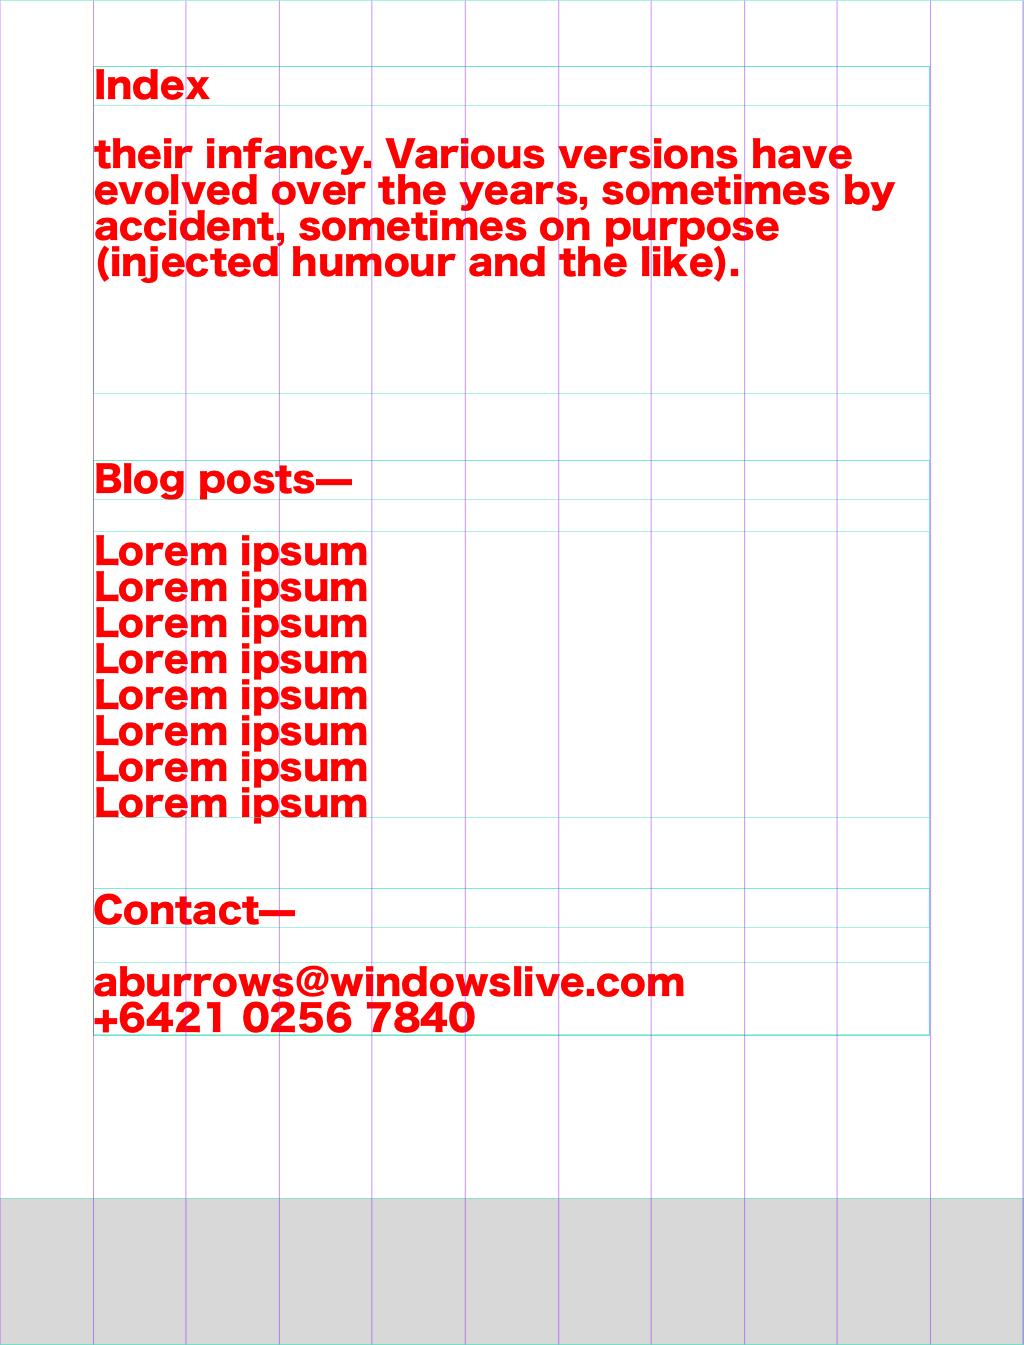 Index
their infancy. Various versions have
evolved over the years, sometimes by
accident, sometimes on purpose
(injected humour and the like).
Blog posts—
Lorem ipsum
Lorem ipsum
Lorem ipsum
Lorem ipsum
Lorem ipsum
Lorem ipsum
Lorem ipsum
Lorem ipsum
Contact—
aburrows@windowslive.com
+6421 0256 7840